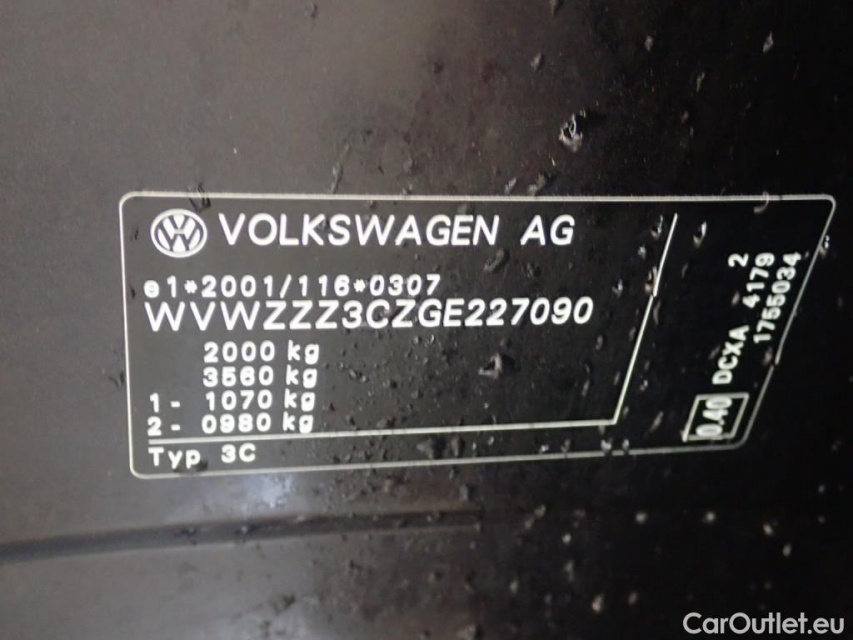 VOLKSWAGEN AG
e1*2001/116*0307
WVWZZZ3CZGE227090
2000 kg
3560 kg
1- 1070 kg
2- 0980 kg
Typ 3C
2
DCXA 4179
1755034
0.40
CarOutlet.eu